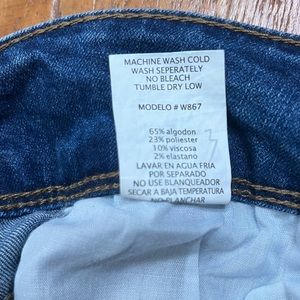 MACHINE WASH COLD
WASH SEPERATELY
NO BLEACH
TUMBLE DRY LOW
MODELO # W867
65% algodon
23% poliester
10% viscosa
2% elastano
LAVAR EN AGUA FRIA
POR SEPARADO
NO USE BLANQUEADOR
SECAR A BAJA TEMPERATURA
NO PLANCHAR